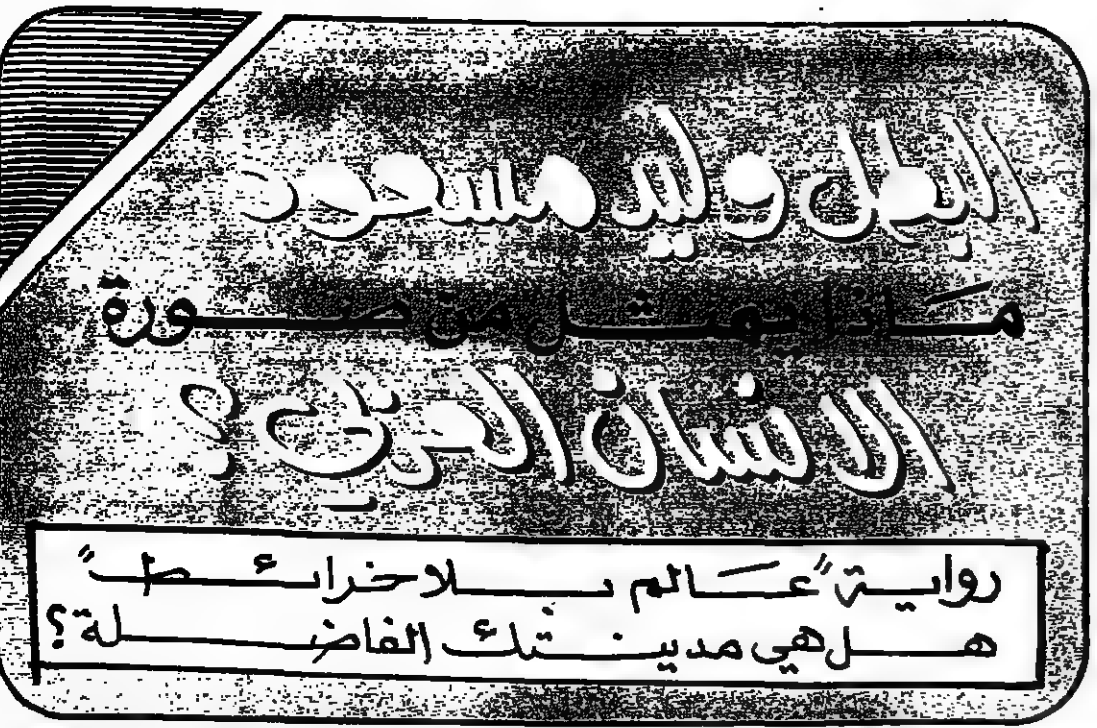 البطل وليد مسعود
ماذا يمثل من صورة
الانسان العربي؟
رواية "عالم بلا خرائط"
هل هي مدينتك الفاضلة؟